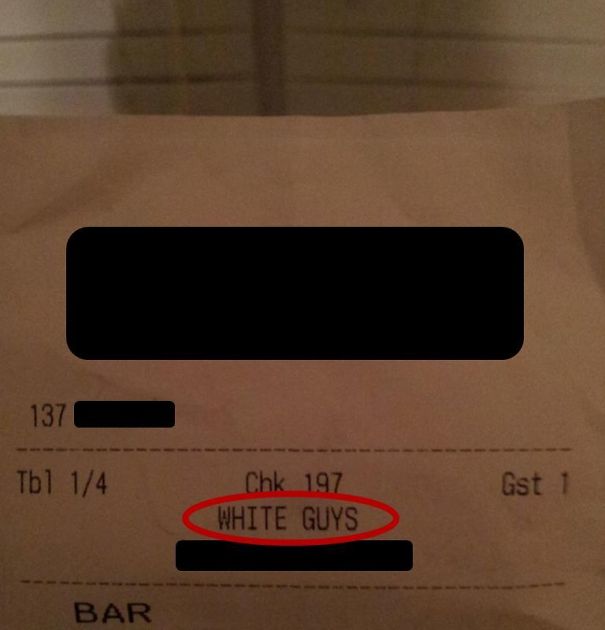 137
Tbl 1/4 Chk 197 Gst 1
WHITE GUYS
BAR